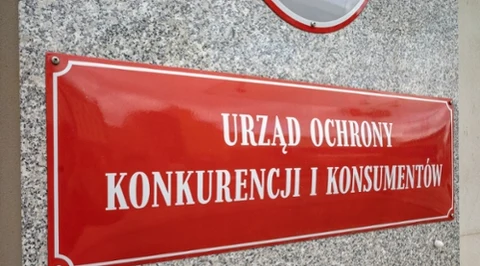 URZĄD OCHRONY
KONKURENCJI I KONSUMENTÓW